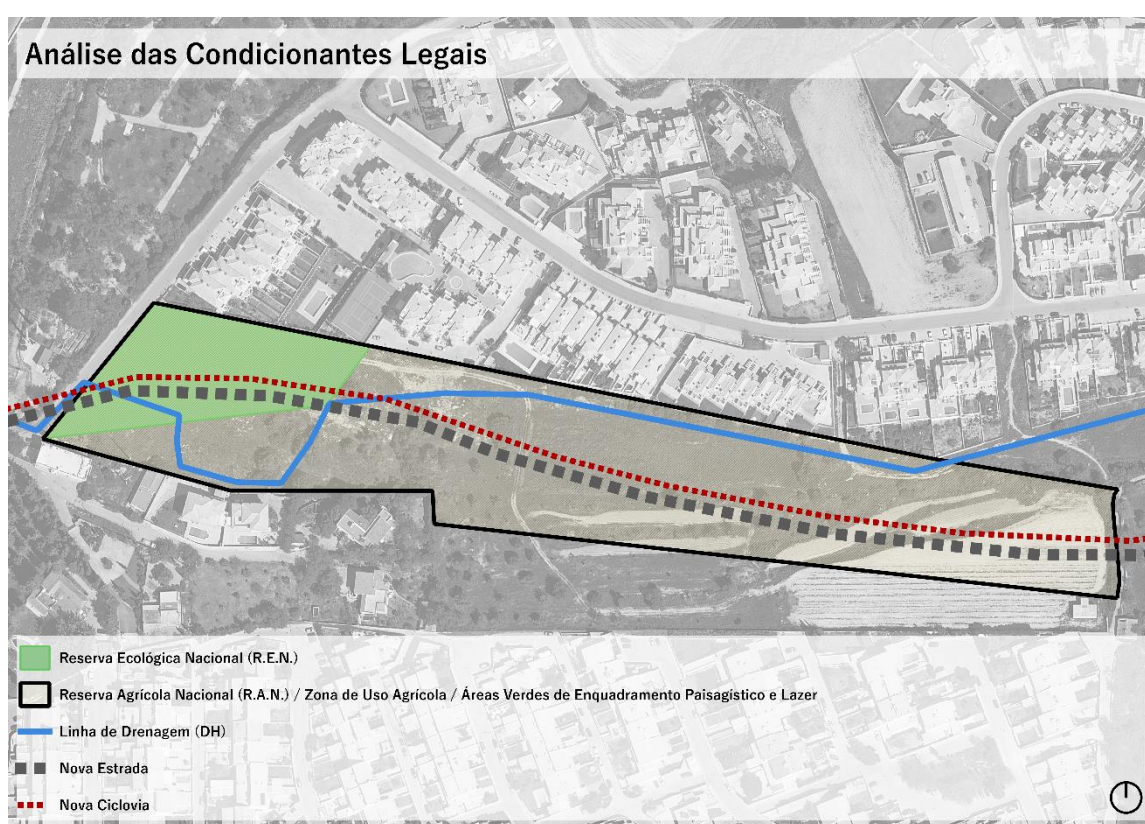 Análise das Condicionantes Legais
Reserva Ecológica Nacional (R.E.N.)
Reserva Agrícola Nacional (R.A.N.) / Zona de Uso Agrícola / Áreas Verdes de Enquadramento Paisagístico e Lazer
Linha de Drenagem (DH)
Nova Estrada
Nova Ciclovia